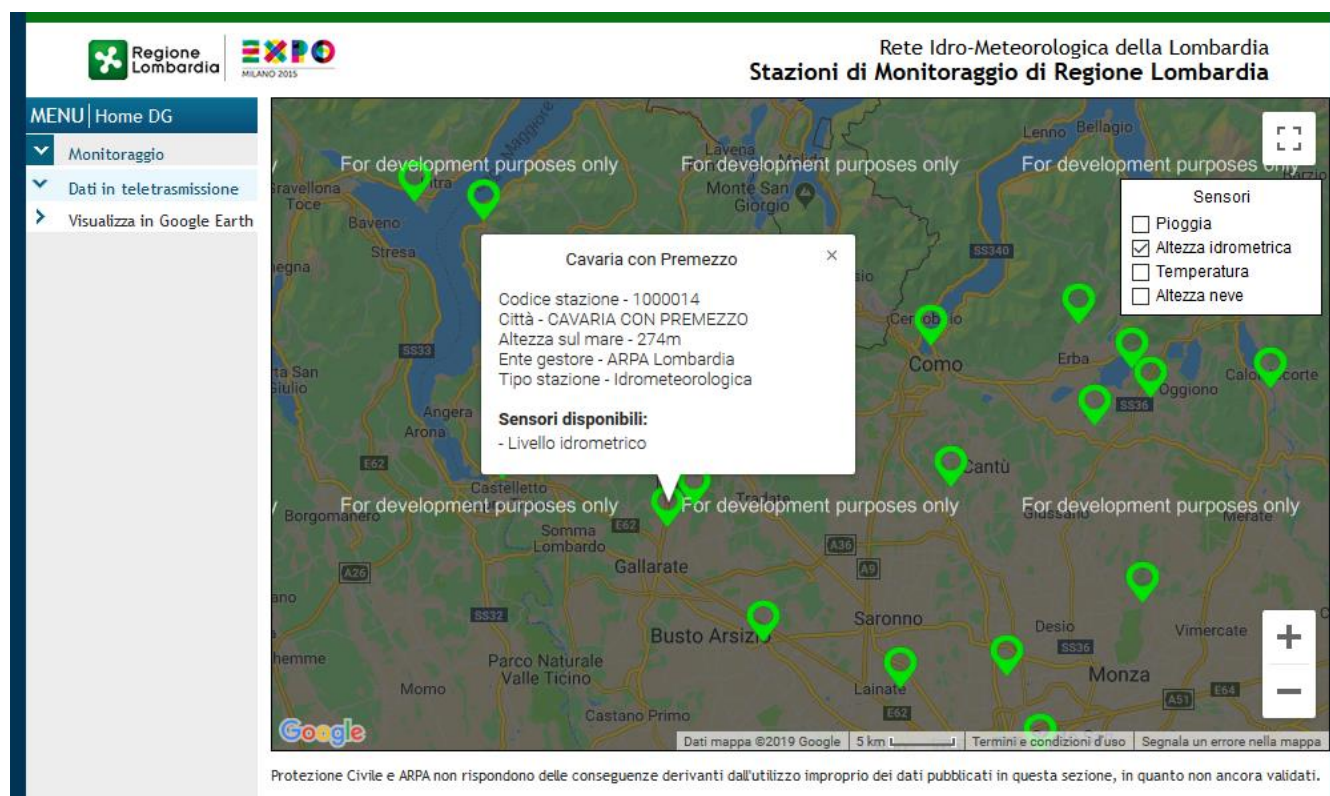 Regione
Lombardia
EXPO
MILANO 2015
Rete Idro-Meteorologica della Lombardia
Stazioni di Monitoraggio di Regione Lombardia
MENU Home DG
Monitoraggio
Dati in teletrasmissione
Visualizza in Google Earth
Maggiore
Lenno Bellagio
Lavena
For development purposes only
For development purposes only
For development purposes only
Toce
Monte San
Giorgio
Baveno
Stresa
SS340
Sensori
Pioggia
Altezza idrometrica
Temperatura
Altezza neve
Cavaria con Premezzo
×
Codice stazione - 1000014
Città - CAVARIA CON PREMEZZO
Altezza sul mare - 274m
Ente gestore - ARPA Lombardia
Tipo stazione - Idrometeorologica
Sensori disponibili:
- Livello idrometrico
SS33
Como
Erba
Oggiono
SS36
Angera
Arona
E62
Cantù
Castelletto
Tradate
For development purposes only
For development purposes only
For development purposes only
Borgomanero
Giussano
Merate
Somma
Lombardo
E62
A36
Gallarate
A26
A9
SS32
Saronno
Busto Arsizio
Desio
Vimercate
SS36
Parco Naturale
Valle Ticino
Momo
Monza
Lainate
A51
E64
E62
Castano Primo
Google
Dati mappa ©2019 Google
5 km
Termini e condizioni d'uso
Segnala un errore nella mappa
Protezione Civile e ARPA non rispondono delle conseguenze derivanti dall'utilizzo improprio dei dati pubblicati in questa sezione, in quanto non ancora validati.